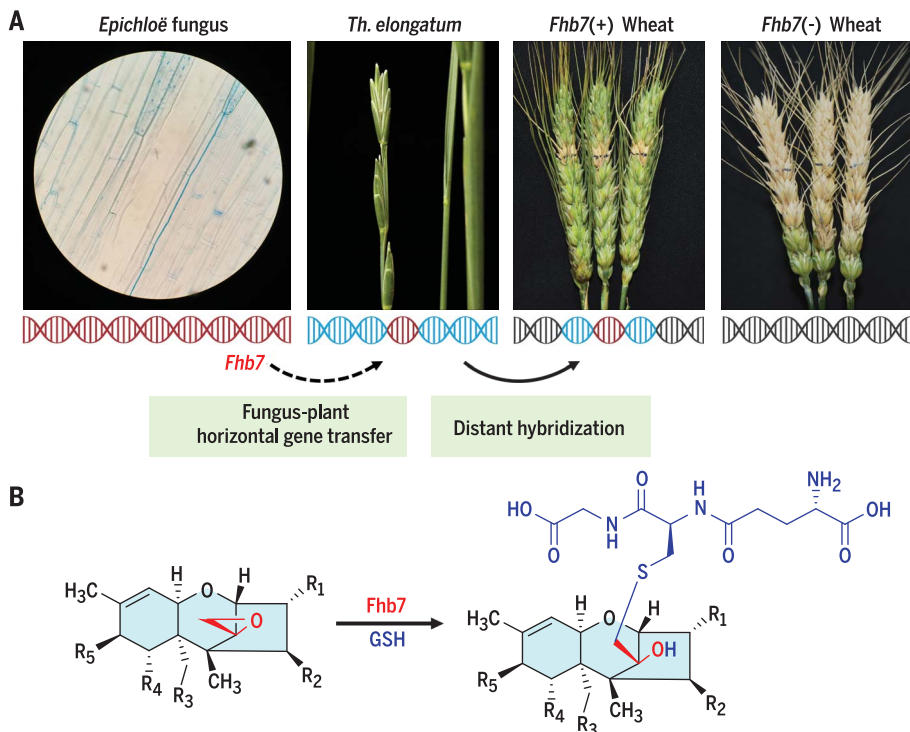 A
Epichloë fungus
Th. elongatum
Fhb7(+) Wheat
Fhb7(-) Wheat
Fhb7
Fungus-plant
horizontal gene transfer
Distant hybridization
B
O
O
NH2
HO
N
H
N
H
OH
O
O
O
S
H
H
O
H3C
R1
O
R5
R4
R3
CH3
R2
Fhb7
GSH
H
H
O
H3C
R1
OH
R5
R4
R3
CH3
R2